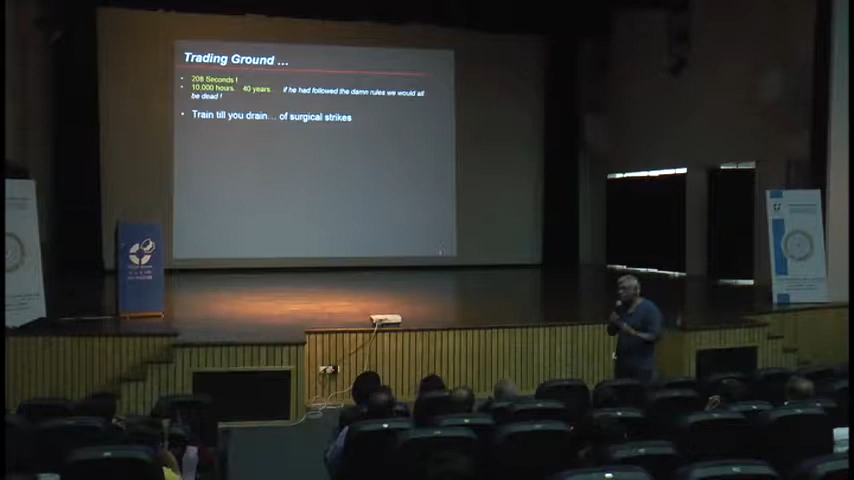 Trading Ground ...
• 208 Seconds !
• 10,000 hours. 40 years... if he had followed the damn rules we would all
be dead !
• Train till you drain... of surgical strikes